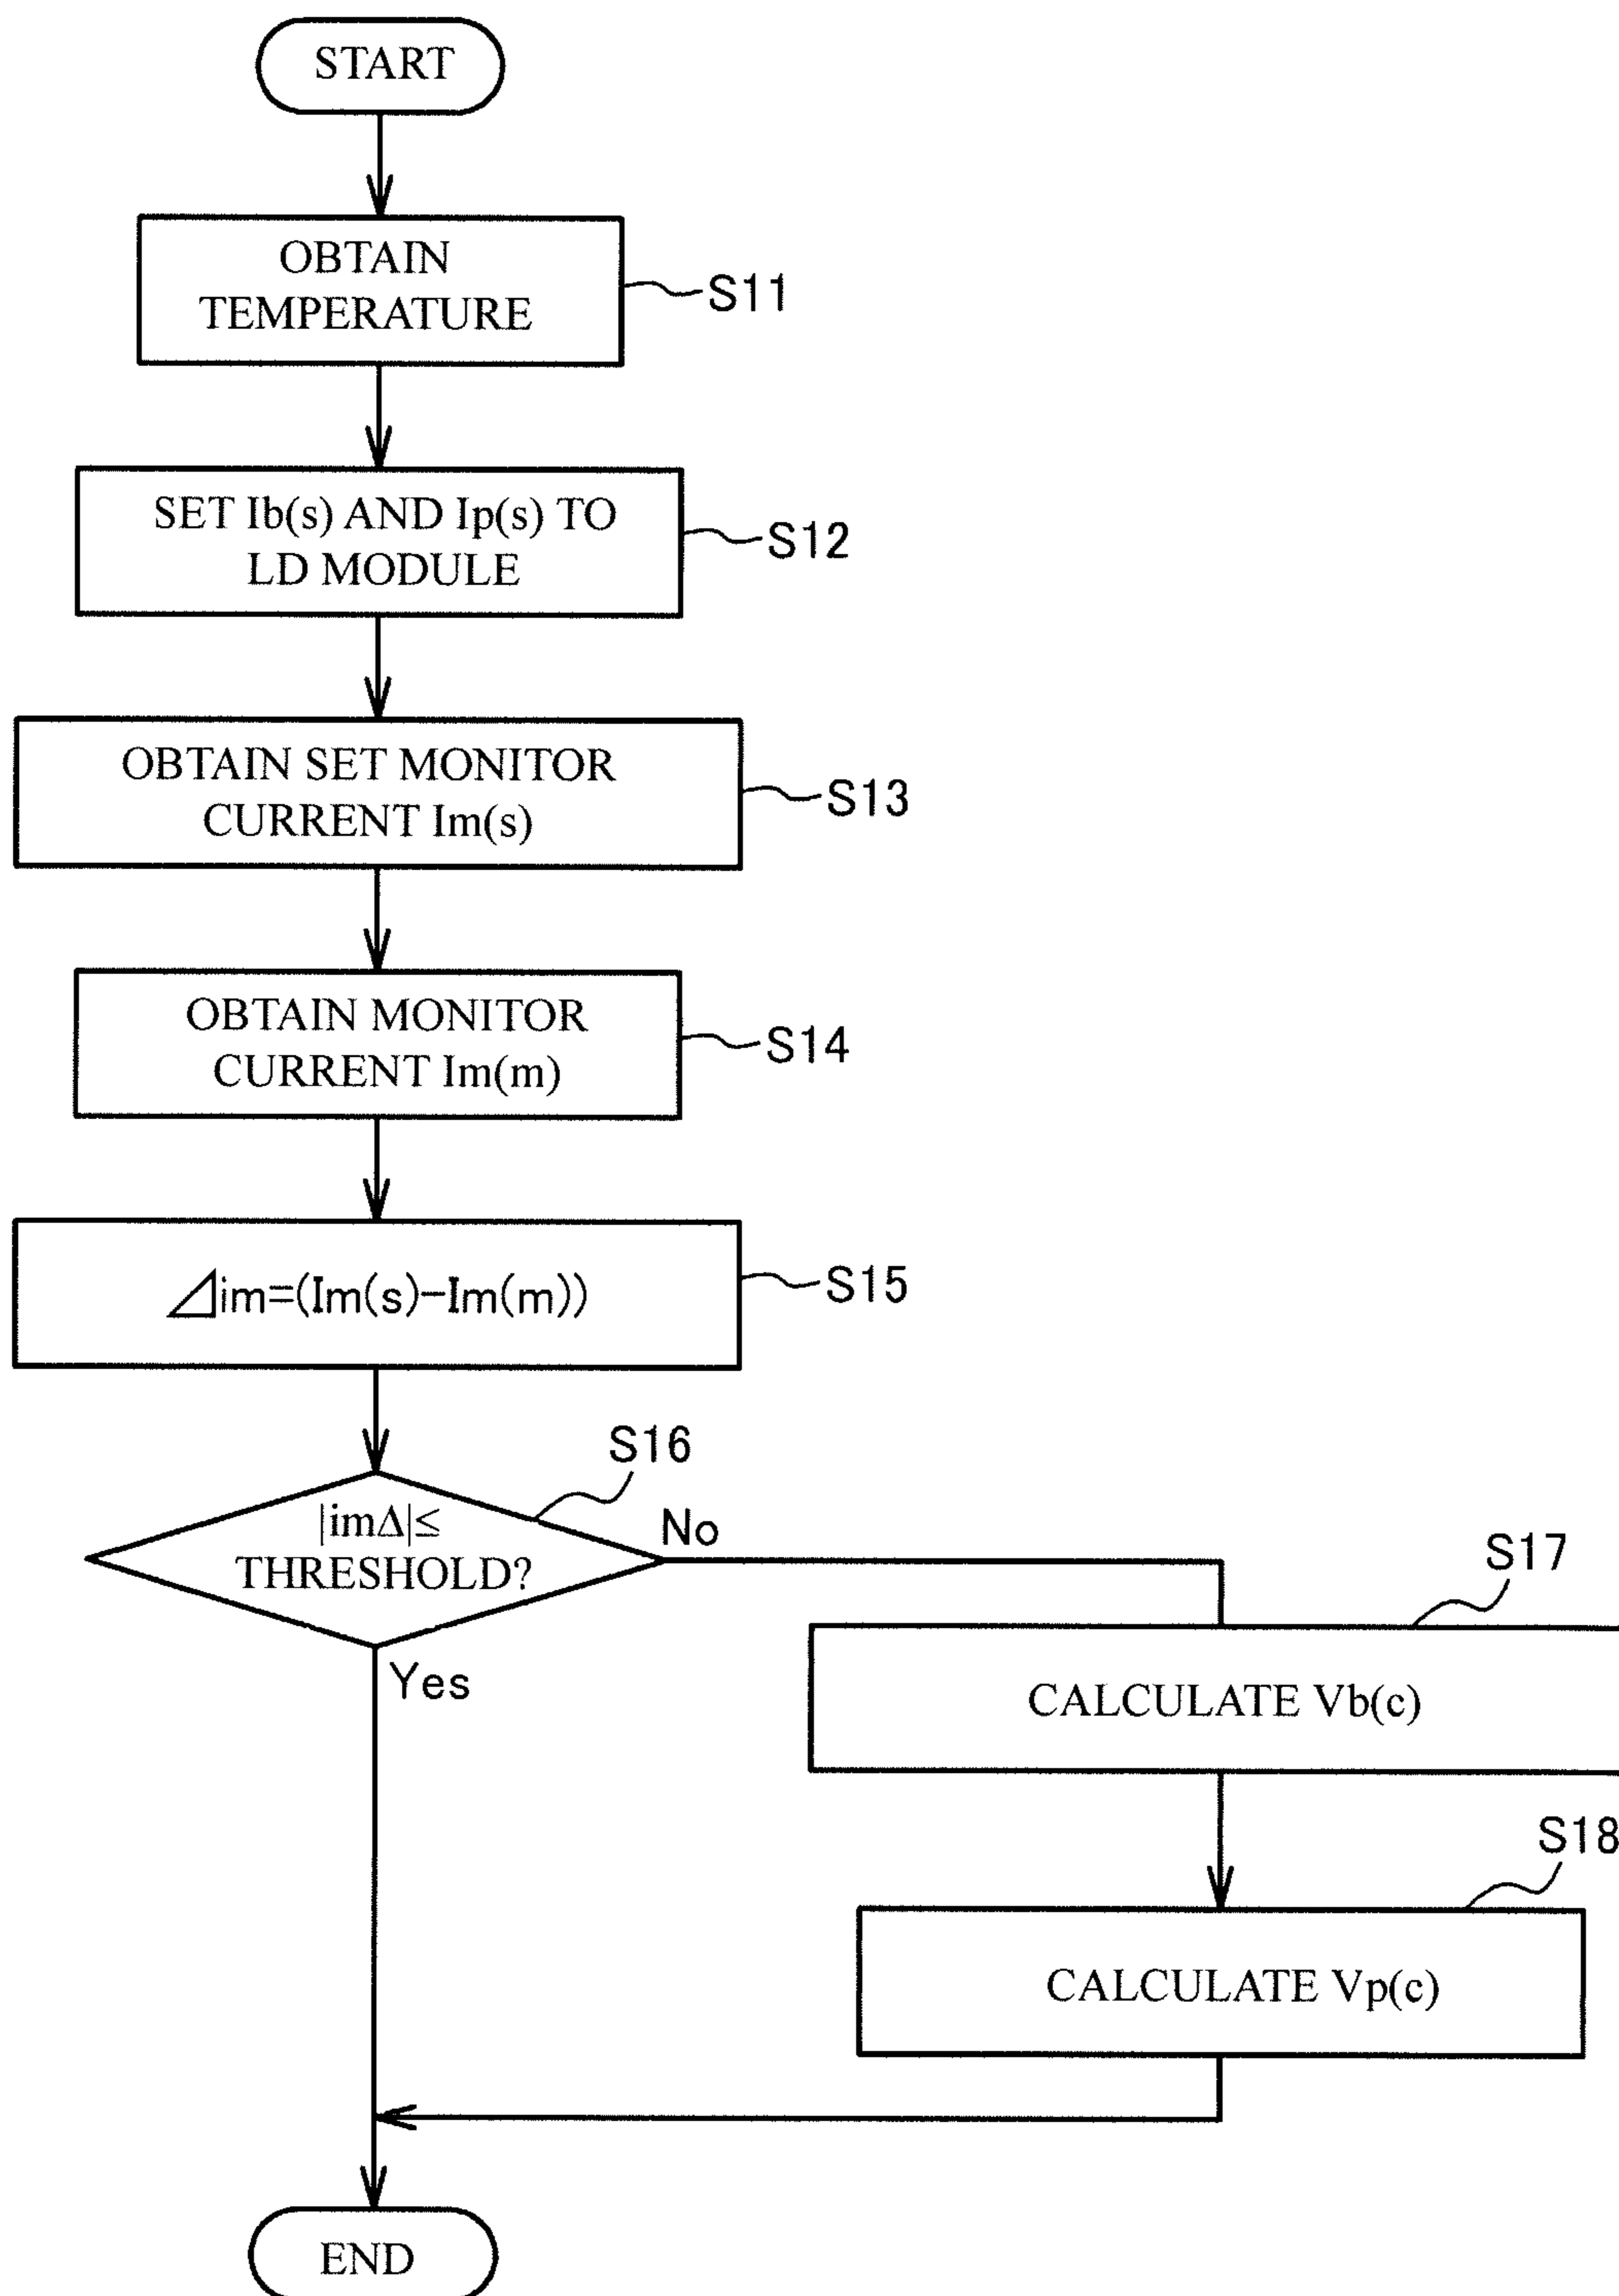 START
OBTAIN
TEMPERATURE
S11
SET Ib(s) AND Ip(s) TO
LD MODULE
S12
OBTAIN SET MONITOR
CURRENT Im(s)
S13
OBTAIN MONITOR
CURRENT Im(m)
S14
⊿im=(Im(s)-Im(m))
S15
S16
|imΔ|≤
THRESHOLD?
No
Yes
S17
CALCULATE Vb(c)
S18
CALCULATE Vp(c)
END